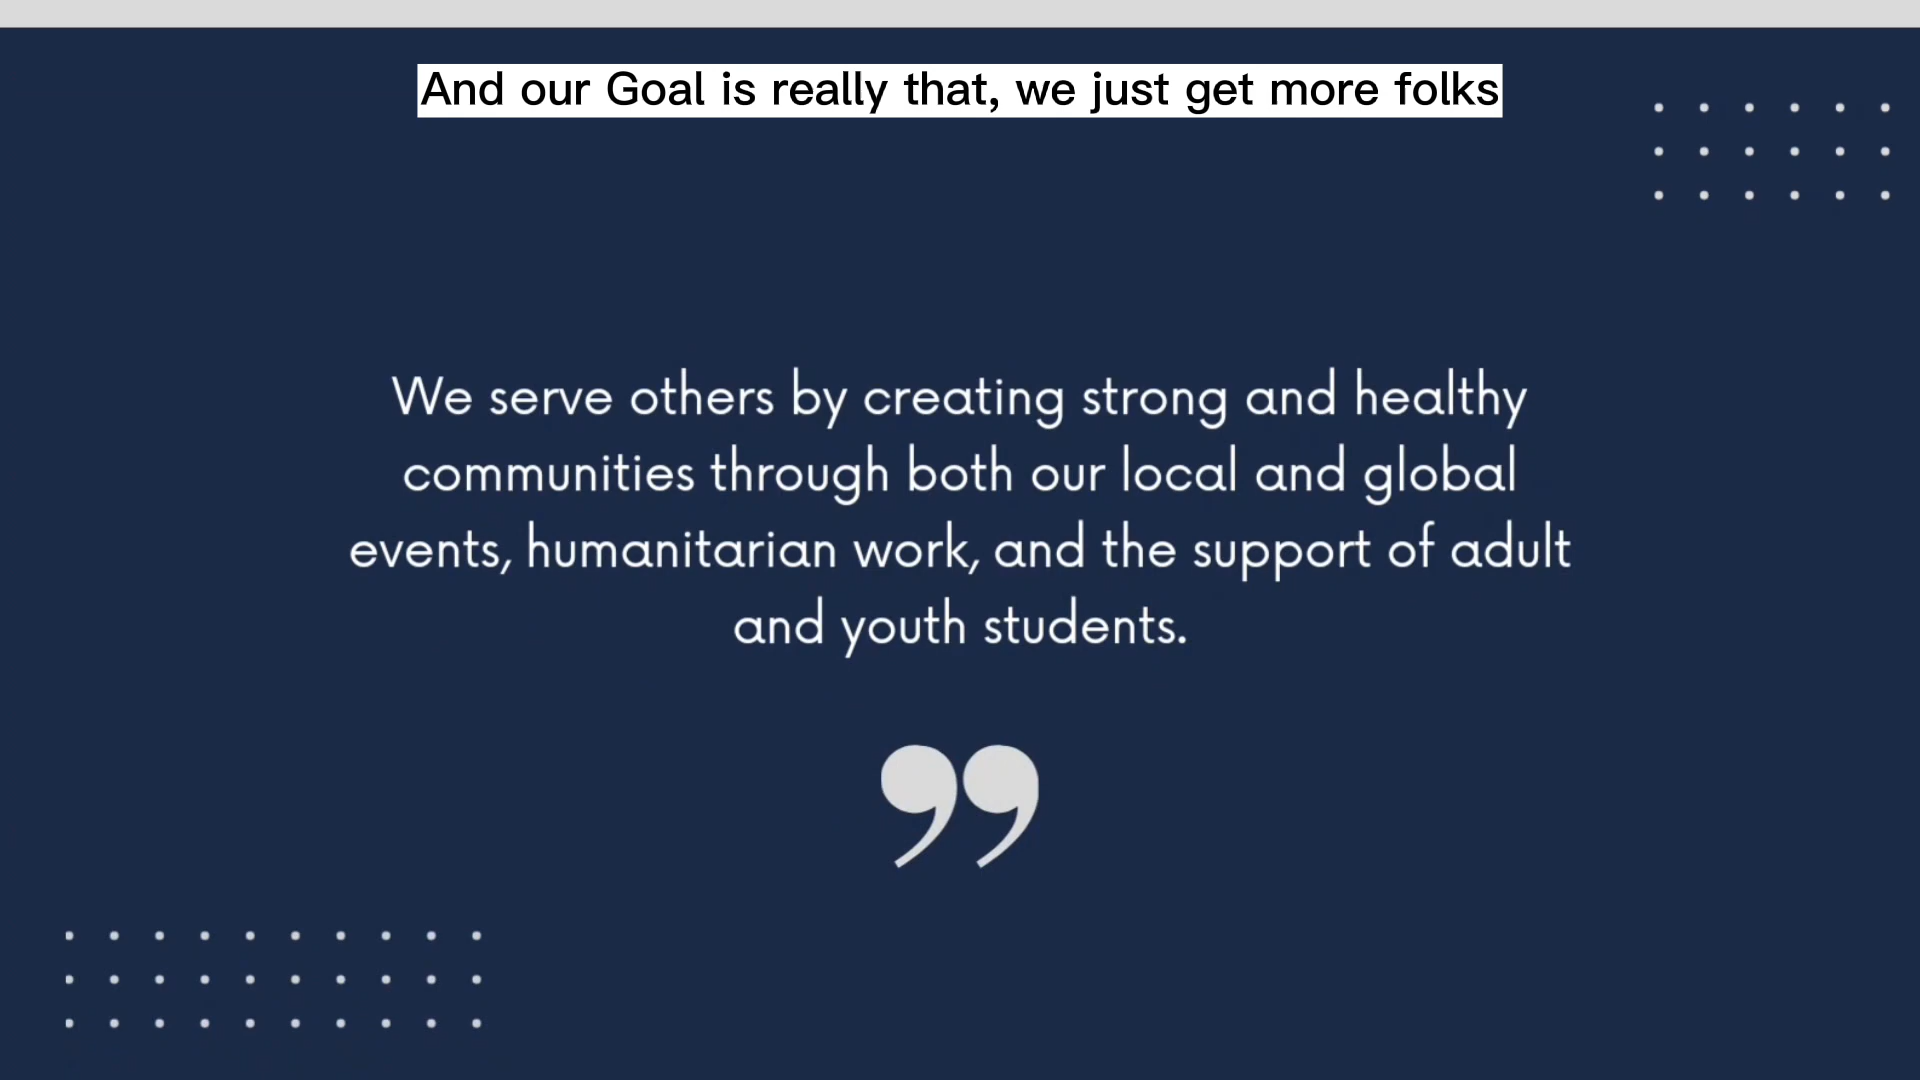 And our Goal is really that, we just get more folks
We serve others by creating strong and healthy
communities through both our local and global
events, humanitarian work, and the support of adult
and youth students.
”